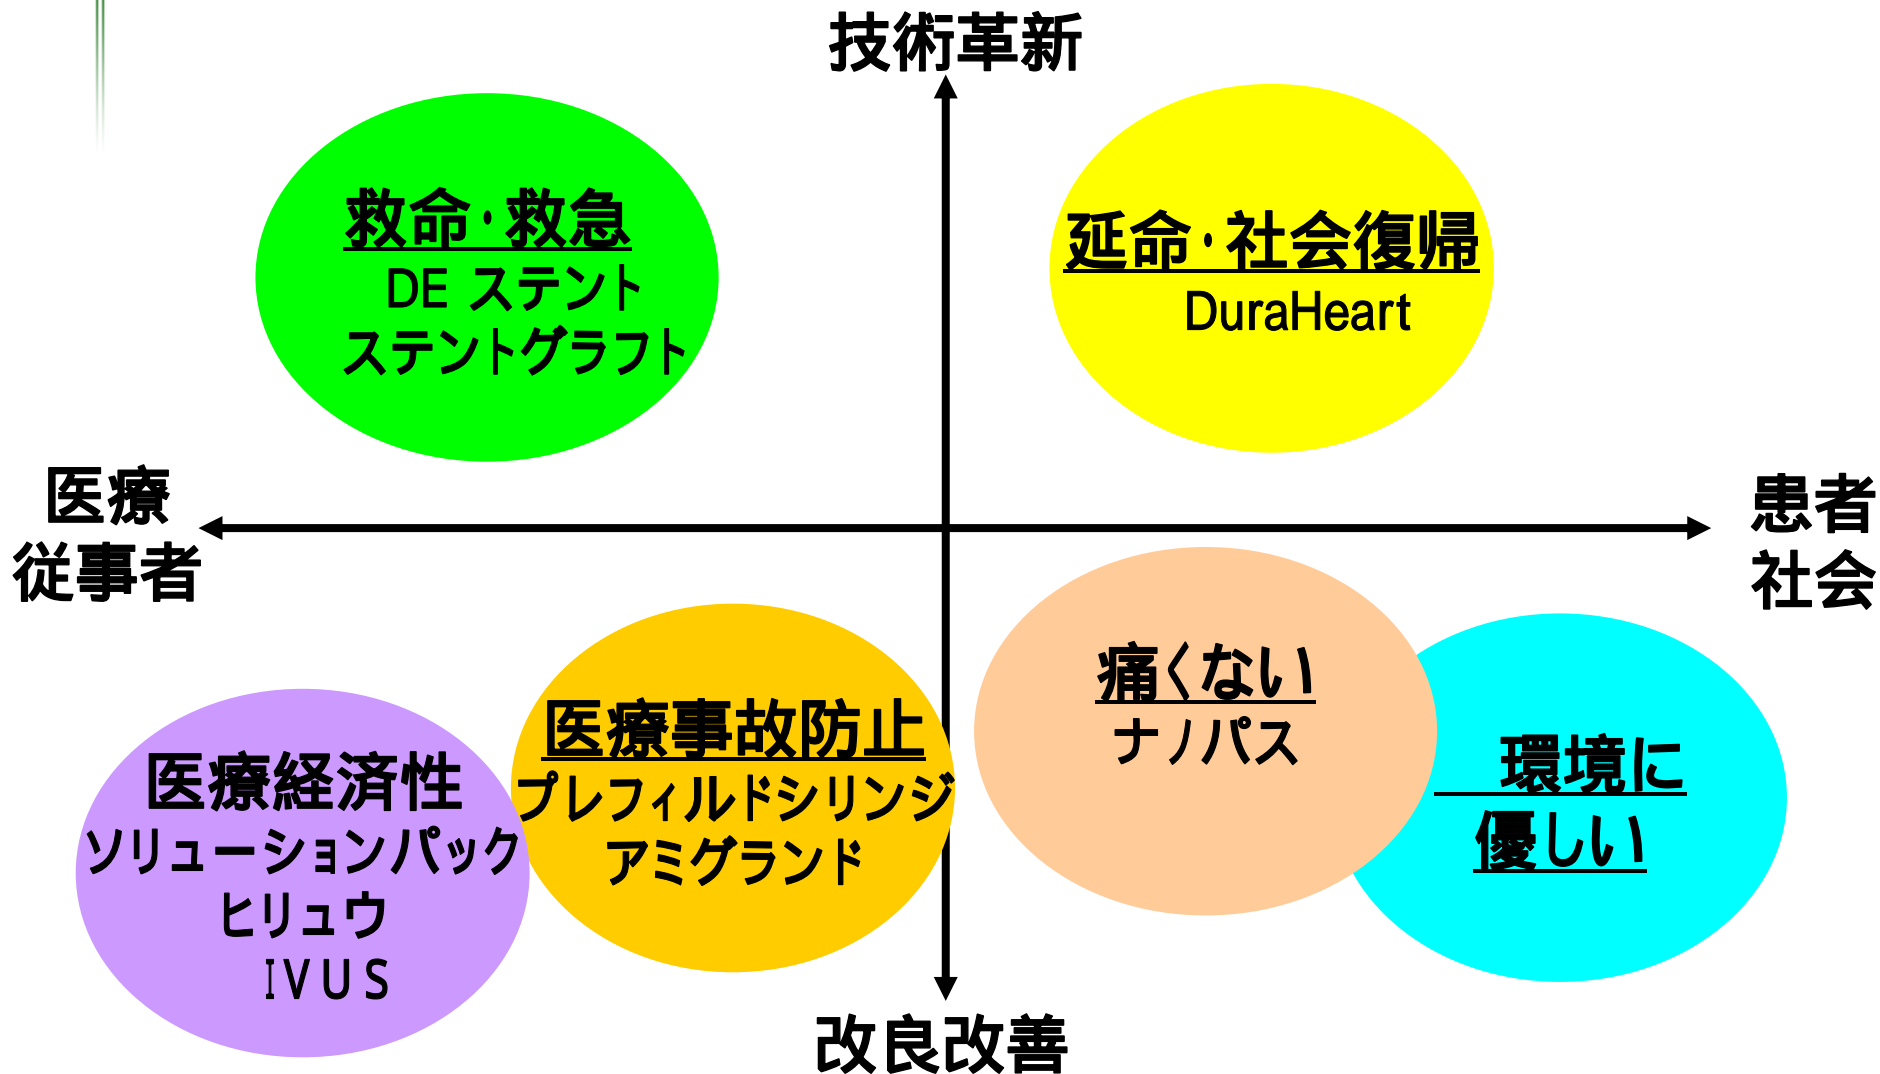 技術革新
救命・救急
DE ステント
ステントグラフト
延命・社会復帰
DuraHeart
医療
従事者
患者
社会
医療経済性
ソリューションパック
ヒリュウ
IVUS
医療事故防止
プレフィルドシリンジ
アミグランド
痛くない
ナノパス
環境に
優しい
改良改善